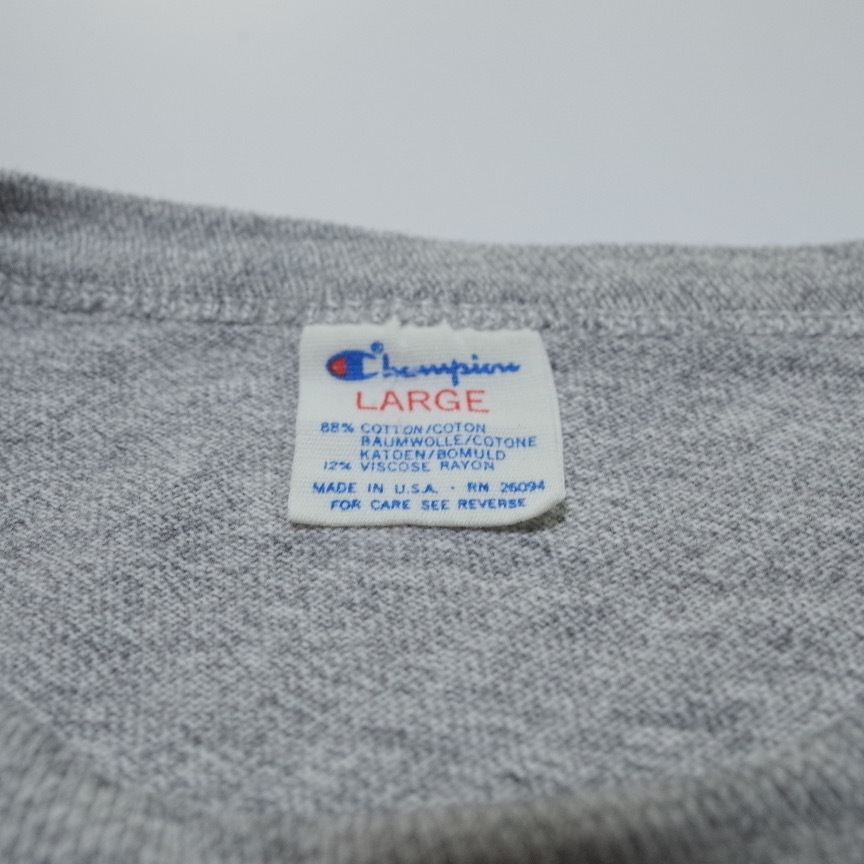 Champion®
LARGE
88% COTTON/COTON
BAUMWOLLE/COTONE
KATOEN/BOMULD
12% VISCOSE RAYON
MADE IN U.S.A. · RN 26094
FOR CARE SEE REVERSE